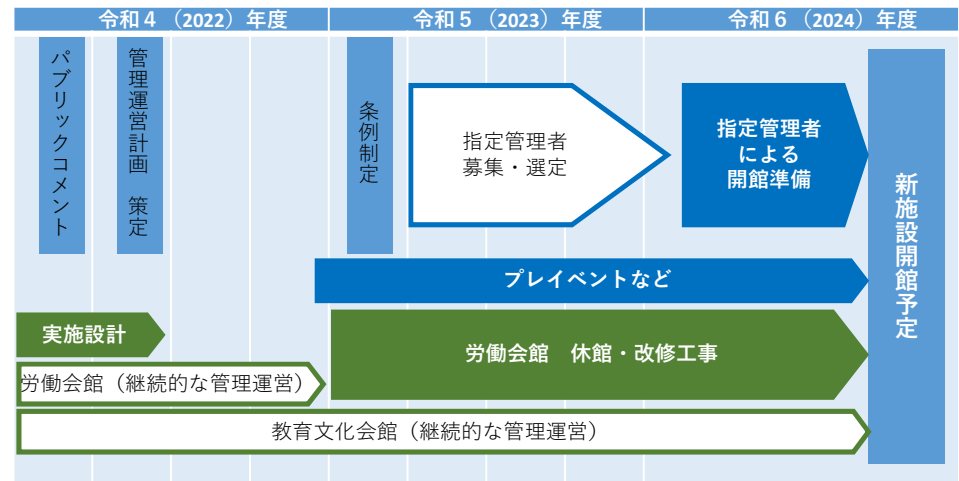 令和４（2022）年度
令和５（2023）年度
令和６（2024）年度
パブリックコメント
管理運営計画　策定
条例制定
指定管理者
募集・選定
指定管理者
による
開館準備
新施設開館予定
プレイベントなど
実施設計
労働会館　休館・改修工事
労働会館（継続的な管理運営）
教育文化会館（継続的な管理運営）